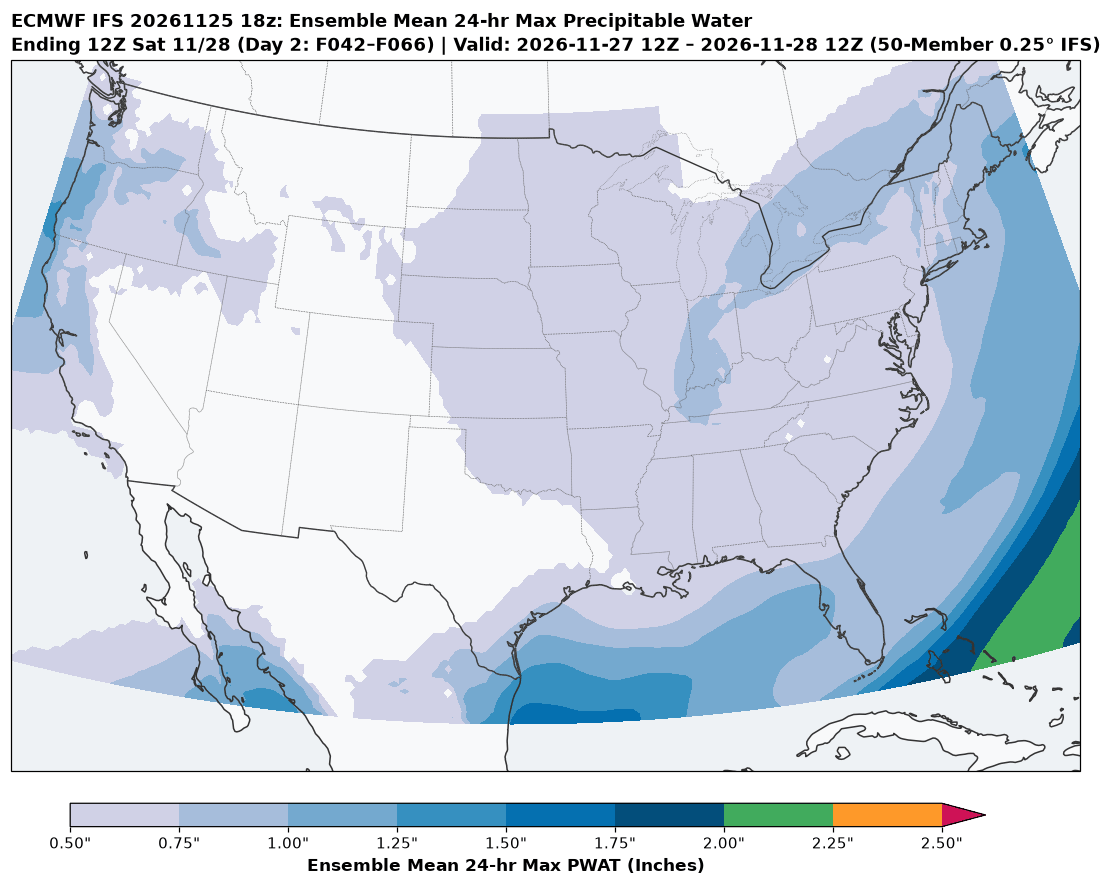 ECMWF IFS 20261125 18z: Ensemble Mean 24-hr Max Precipitable Water
Ending 12Z Sat 11/28 (Day 2: F042–F066) | Valid: 2026-11-27 12Z – 2026-11-28 12Z (50-Member 0.25° IFS)
0.50" 0.75" 1.00" 1.25" 1.50" 1.75" 2.00" 2.25" 2.50"
Ensemble Mean 24-hr Max PWAT (Inches)